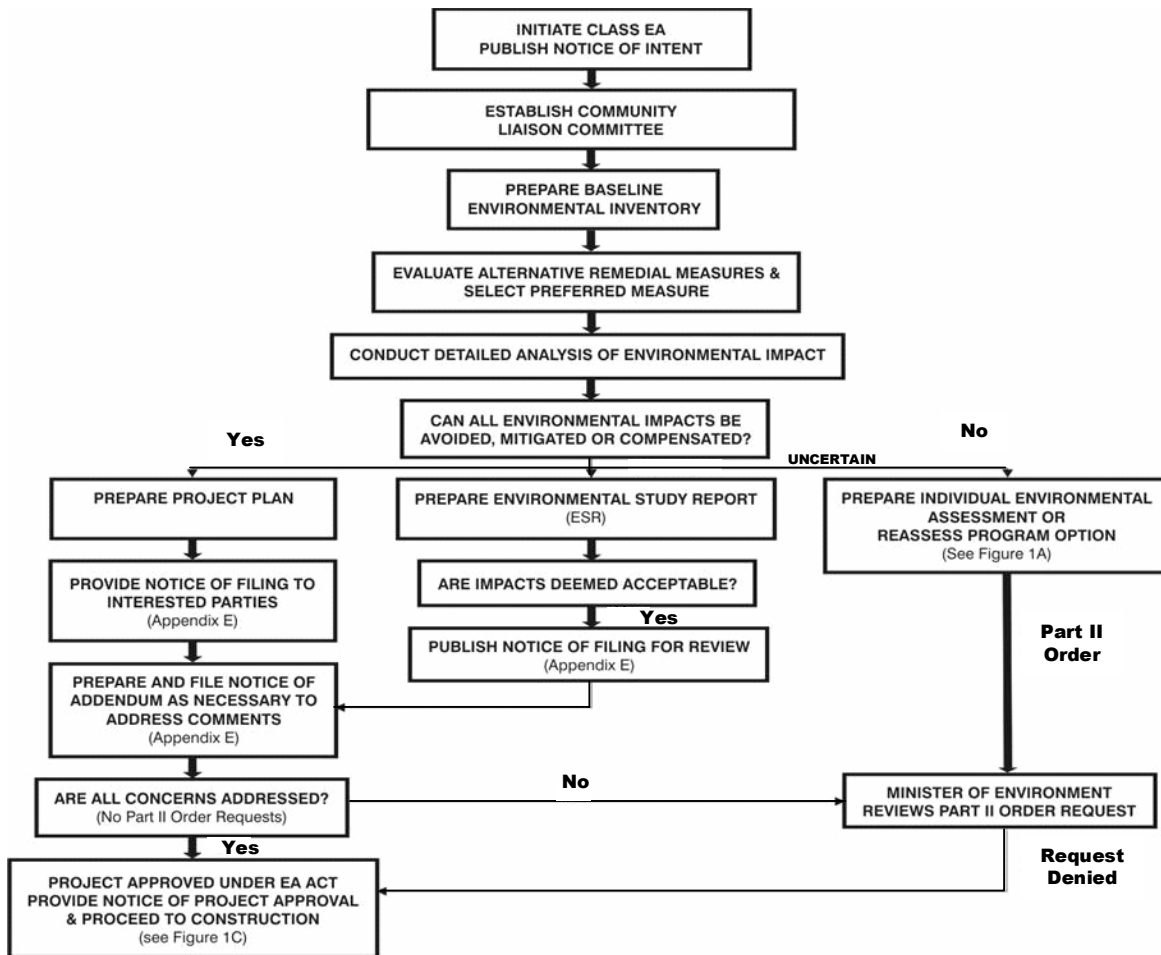 INITIATE CLASS EA
PUBLISH NOTICE OF INTENT
ESTABLISH COMMUNITY
LIAISON COMMITTEE
PREPARE BASELINE
ENVIRONMENTAL INVENTORY
EVALUATE ALTERNATIVE REMEDIAL MEASURES &
SELECT PREFERRED MEASURE
CONDUCT DETAILED ANALYSIS OF ENVIRONMENTAL IMPACT
CAN ALL ENVIRONMENTAL IMPACTS BE
AVOIDED, MITIGATED OR COMPENSATED?
Yes
No
UNCERTAIN
PREPARE PROJECT PLAN
PREPARE ENVIRONMENTAL STUDY REPORT
(ESR)
PREPARE INDIVIDUAL ENVIRONMENTAL
ASSESSMENT OR
REASSESS PROGRAM OPTION
(See Figure 1A)
PROVIDE NOTICE OF FILING TO
INTERESTED PARTIES
(Appendix E)
ARE IMPACTS DEEMED ACCEPTABLE?
Yes
PUBLISH NOTICE OF FILING FOR REVIEW
(Appendix E)
Part II
Order
PREPARE AND FILE NOTICE OF
ADDENDUM AS NECESSARY TO
ADDRESS COMMENTS
(Appendix E)
ARE ALL CONCERNS ADDRESSED?
(No Part II Order Requests)
No
MINISTER OF ENVIRONMENT
REVIEWS PART II ORDER REQUEST
Yes
Request
Denied
PROJECT APPROVED UNDER EA ACT
PROVIDE NOTICE OF PROJECT APPROVAL
& PROCEED TO CONSTRUCTION
(see Figure 1C)